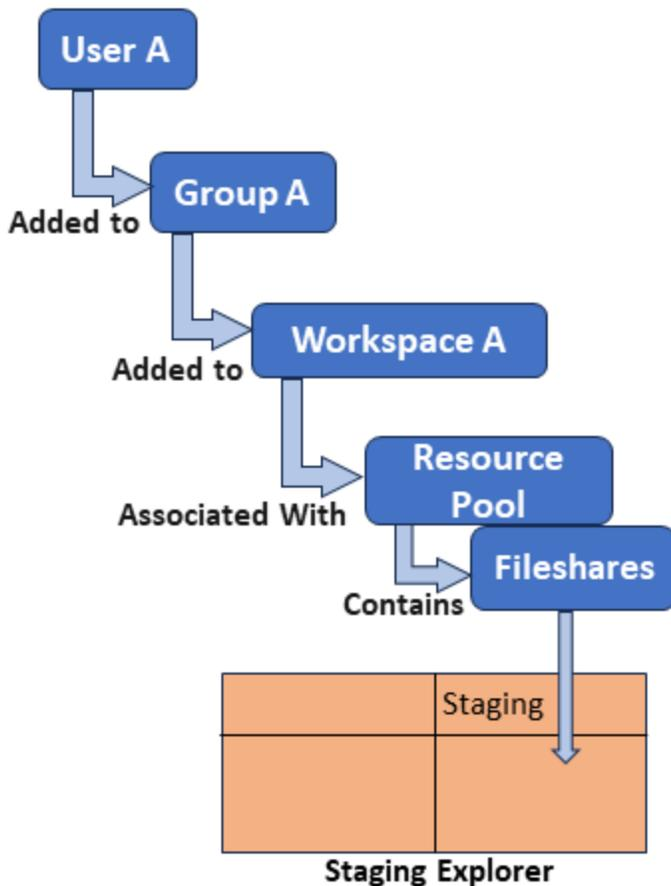 User A
Group A
Added to
Workspace A
Added to
Resource
Pool
Associated With
Fileshares
Contains
Staging
Staging Explorer